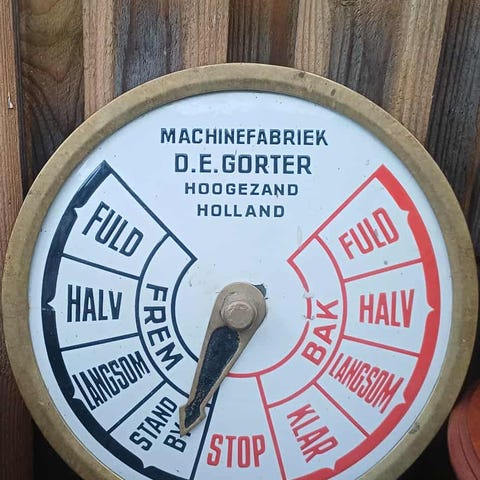 MACHINEFABRIEK
D.E.GORTER
HOOGEZAND
HOLLAND
FULD
HALV
LANGSOM
STAND
BY
FREM
STOP
KLAR
LANGSOM
HALV
FULD
BAK